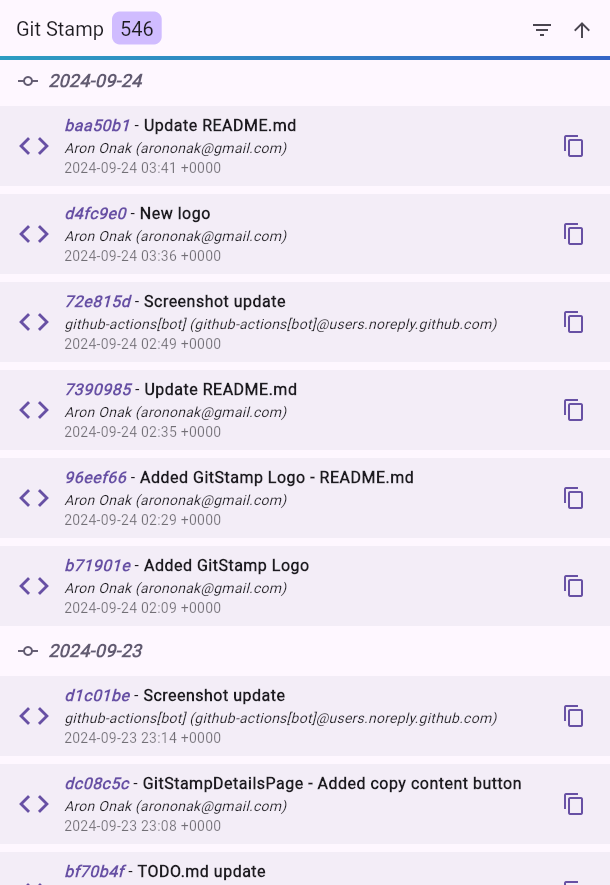 Git Stamp 546
2024-09-24
baa50b1 - Update README.md
Aron Onak (arononak@gmail.com)
2024-09-24 03:41 +0000
d4fc9e0 - New logo
Aron Onak (arononak@gmail.com)
2024-09-24 03:36 +0000
72e815d - Screenshot update
github-actions[bot] (github-actions[bot]@users.noreply.github.com)
2024-09-24 02:49 +0000
7390985 - Update README.md
Aron Onak (arononak@gmail.com)
2024-09-24 02:35 +0000
96eef66 - Added GitStamp Logo - README.md
Aron Onak (arononak@gmail.com)
2024-09-24 02:29 +0000
b71901e - Added GitStamp Logo
Aron Onak (arononak@gmail.com)
2024-09-24 02:09 +0000
2024-09-23
d1c01be - Screenshot update
github-actions[bot] (github-actions[bot]@users.noreply.github.com)
2024-09-23 23:14 +0000
dc08c5c - GitStampDetailsPage - Added copy content button
Aron Onak (arononak@gmail.com)
2024-09-23 23:08 +0000
bf70b4f - TODO.md update